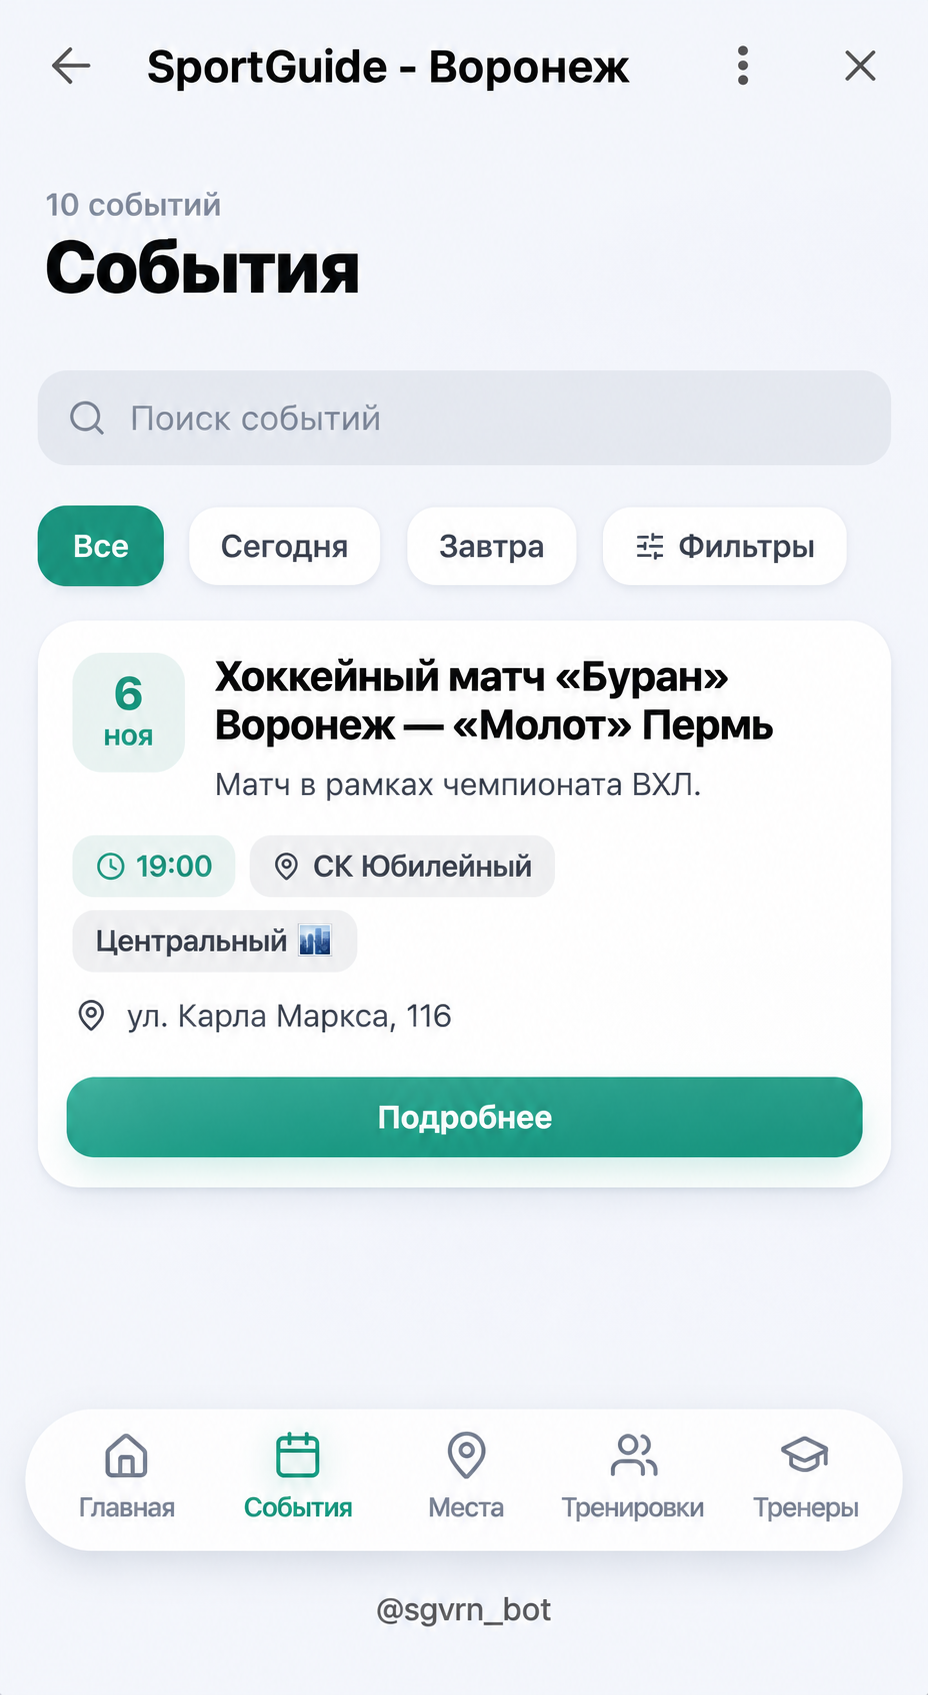 SportGuide - Воронеж
10 событий
События
Поиск событий
Все
Сегодня
Завтра
Фильтры
6
ноя
Хоккейный матч «Буран»
Воронеж — «Молот» Пермь
Матч в рамках чемпионата ВХЛ.
19:00
СК Юбилейный
Центральный
ул. Карла Маркса, 116
Подробнее
Главная
События
Места
Тренировки
Тренеры
@sgvrn_bot